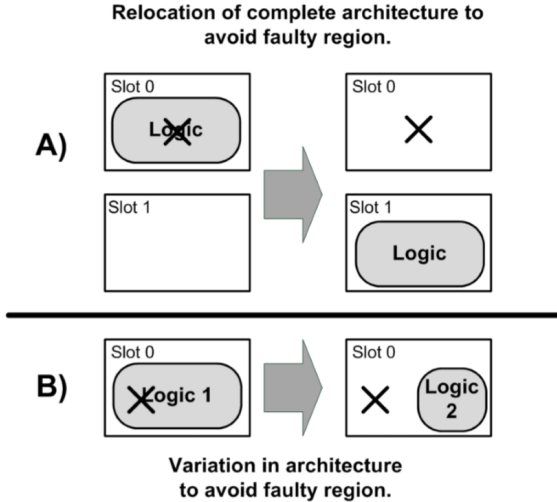 Relocation of complete architecture to
avoid faulty region.
A)
Slot 0
Logic
Slot 1
Slot 0
Slot 1
Logic
B)
Slot 0
Logic 1
Slot 0
Logic
2
Variation in architecture
to avoid faulty region.